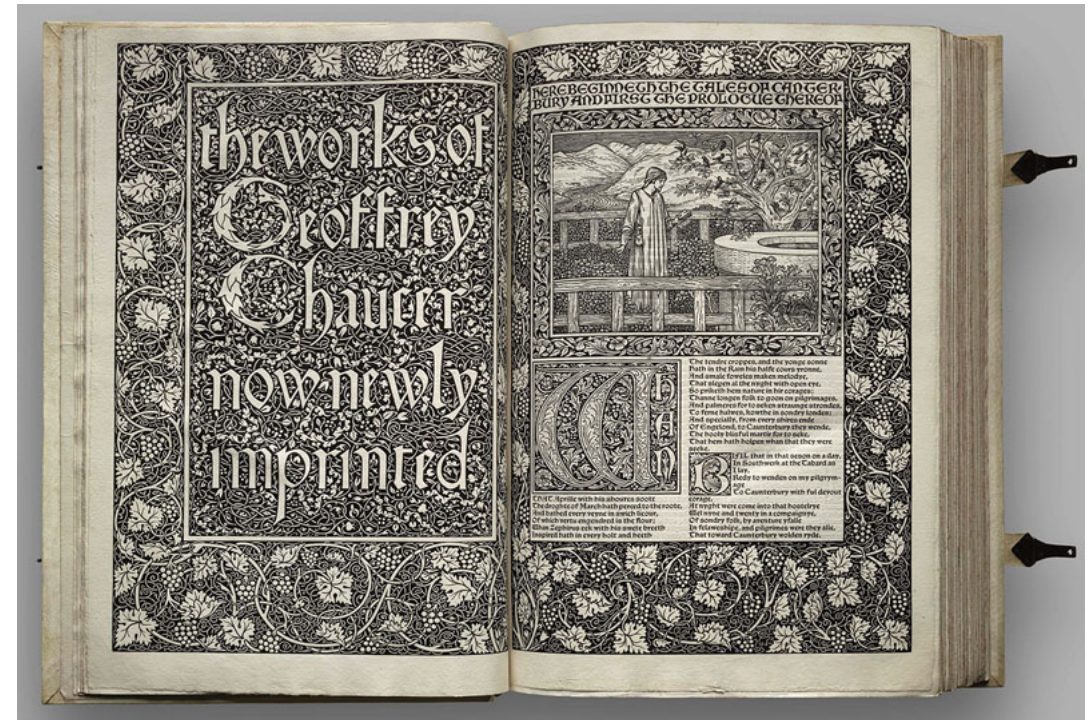 the works of
Geoffrey
Chaucer
now newly
imprinted
HERE BEGINNETH THE TALES OF CANTER-
BURY AND FIRST THE PROLOGUE THEREOF
WHAN
THAT Aprille with his shoures soote
The droghte of March hath perced to the roote,
And bathed every veyne in swich licour,
Of which vertu engendred is the flour;
Whan Zephirus eek with his swete breeth
Inspired hath in every holt and heeth
The tendre croppes, and the yonge sonne
Hath in the Ram his halfe cours yronne,
And smale foweles maken melodye,
That slepen al the nyght with open eye,
So priketh hem nature in hir corages;
Thanne longen folk to goon on pilgrimages,
And palmeres for to seken straunge strondes,
To ferne halwes, kowthe in sondry londes;
And specially, from every shires ende
Of Engelond, to Caunterbury they wende,
The hooly blisful martir for to seke,
That hem hath holpen whan that they were
seeke.
BIFIL that in that seson on a day,
In Southwerk at the Tabard as
I lay,
Redy to wenden on my pilgrym-
age
To Caunterbury with ful devout
corage,
At nyght were come into that hostelrye
Wel nyne and twenty in a compaignye,
Of sondry folk, by aventure yfalle
In felaweshipe, and pilgrimes were they alle,
That toward Caunterbury wolden ryde.